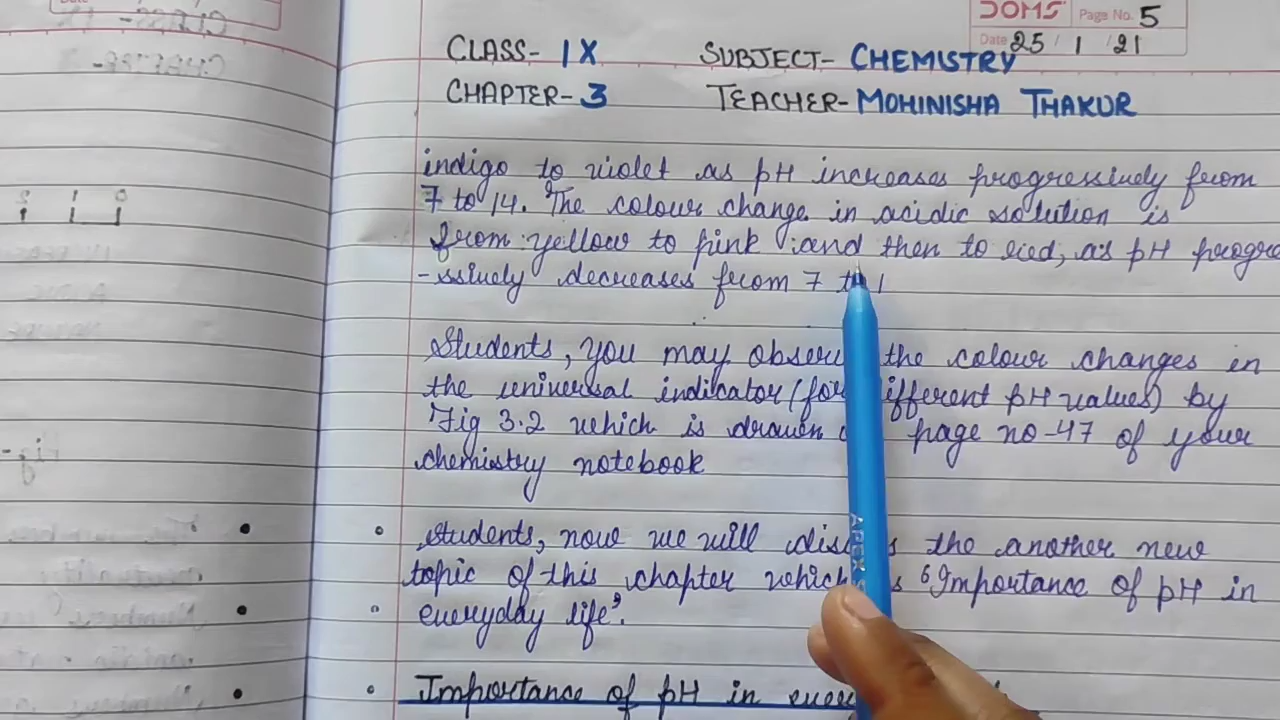 DOMS Page No. 5
Date 25 / 1 / 21
CLASS- IX SUBJECT- CHEMISTRY
CHAPTER- 3 TEACHER- MOHINISHA THAKUR
indigo to violet as pH increases progressively from
7 to 14. The colour change in acidic solution is
from yellow to pink and then to red, as pH progre
-ssively decreases from 7 to 1
Students, you may observe the colour changes in
the universal indicator (for different pH values) by
Fig 3.2 which is drawn page no-47 of your
chemistry notebook
Students, now we will discuss the another new
topic of this chapter which is 'Importance of pH in
everyday life'.
Importance of pH in